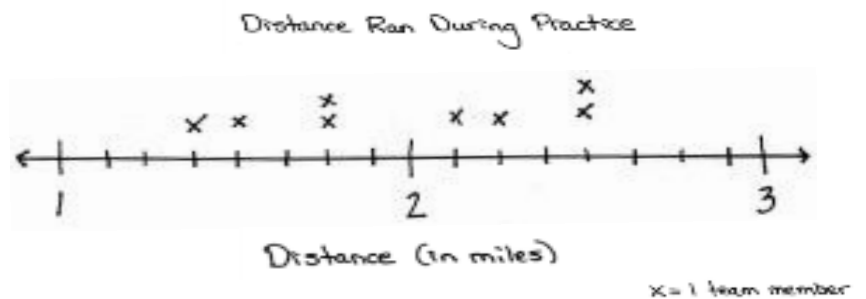 Distance Ran During Practice
x x
x x x x x x
1 2 3
Distance (in miles)
x = 1 team member